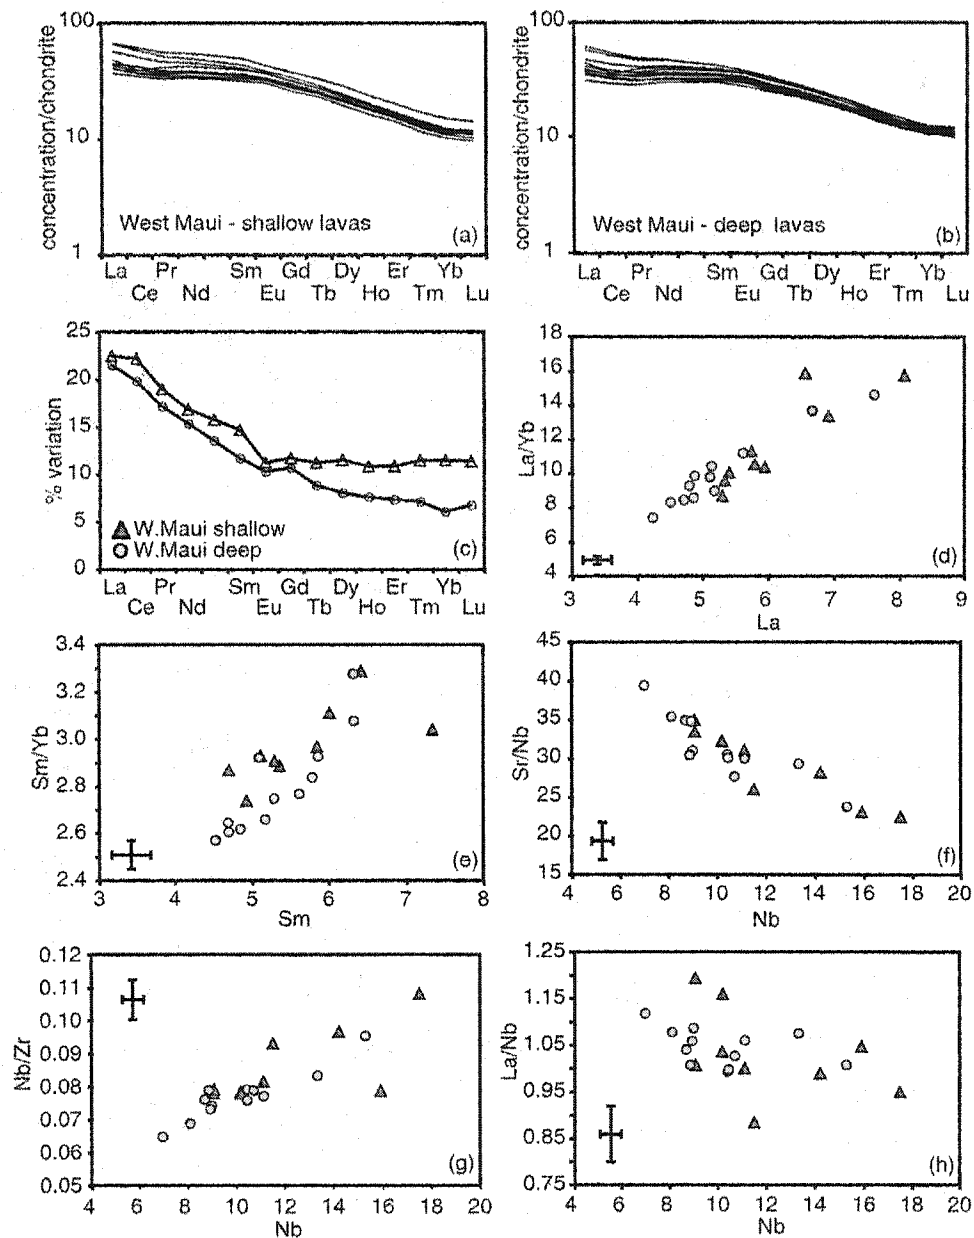 100
10
1
concentration/chondrite
West Maui - shallow lavas
(a)
La Pr Sm Gd Dy Er Yb
Ce Nd Eu Tb Ho Tm Lu
100
10
1
concentration/chondrite
West Maui - deep lavas
(b)
La Pr Sm Gd Dy Er Yb
Ce Nd Eu Tb Ho Tm Lu
25
20
15
10
5
0
% variation
W.Maui shallow
W.Maui deep
(c)
La Pr Sm Gd Dy Er Yb
Ce Nd Eu Tb Ho Tm Lu
18
16
14
12
10
8
6
4
La/Yb
(d)
3 4 5 6 7 8 9
La
3.4
3.2
3.0
2.8
2.6
2.4
Sm/Yb
(e)
3 4 5 6 7 8
Sm
45
40
35
30
25
20
15
Sr/Nb
(f)
4 6 8 10 12 14 16 18 20
Nb
0.12
0.11
0.10
0.09
0.08
0.07
0.06
0.05
Nb/Zr
(g)
4 6 8 10 12 14 16 18 20
Nb
1.25
1.15
1.05
0.95
0.85
0.75
La/Nb
(h)
4 6 8 10 12 14 16 18 20
Nb